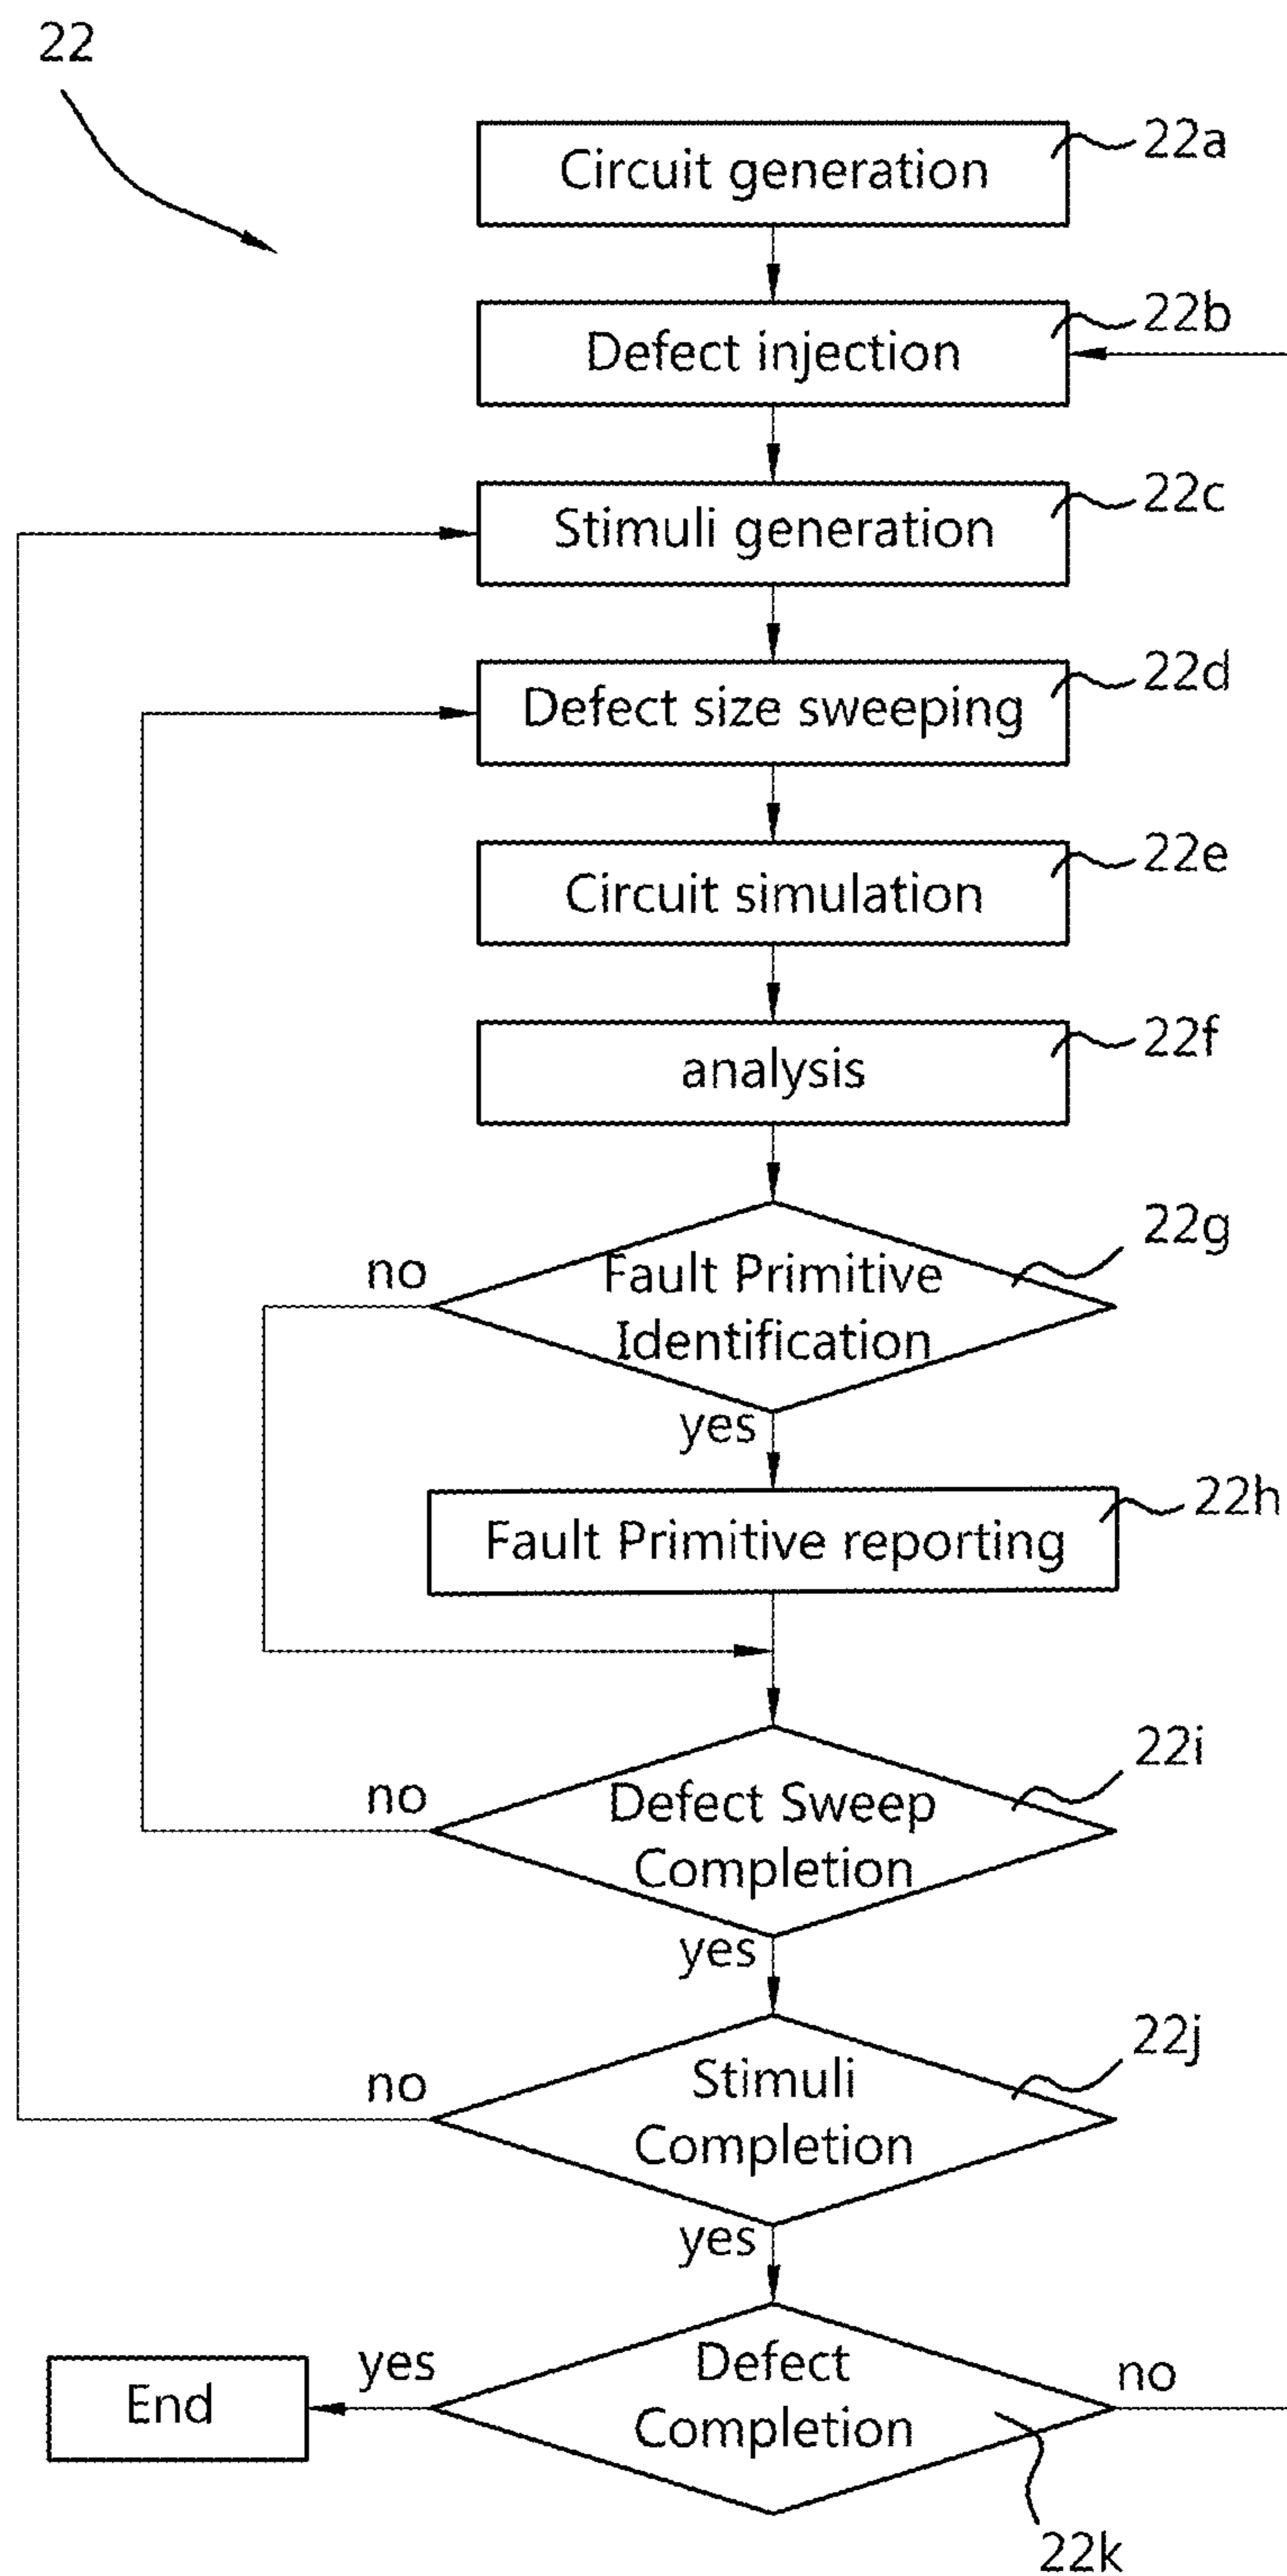 22
Circuit generation
22a
Defect injection
22b
Stimuli generation
22c
Defect size sweeping
22d
Circuit simulation
22e
analysis
22f
22g
no
Fault Primitive
Identification
yes
22h
Fault Primitive reporting
22i
no
Defect Sweep
Completion
yes
22j
no
Stimuli
Completion
yes
End
yes
Defect
Completion
no
22k